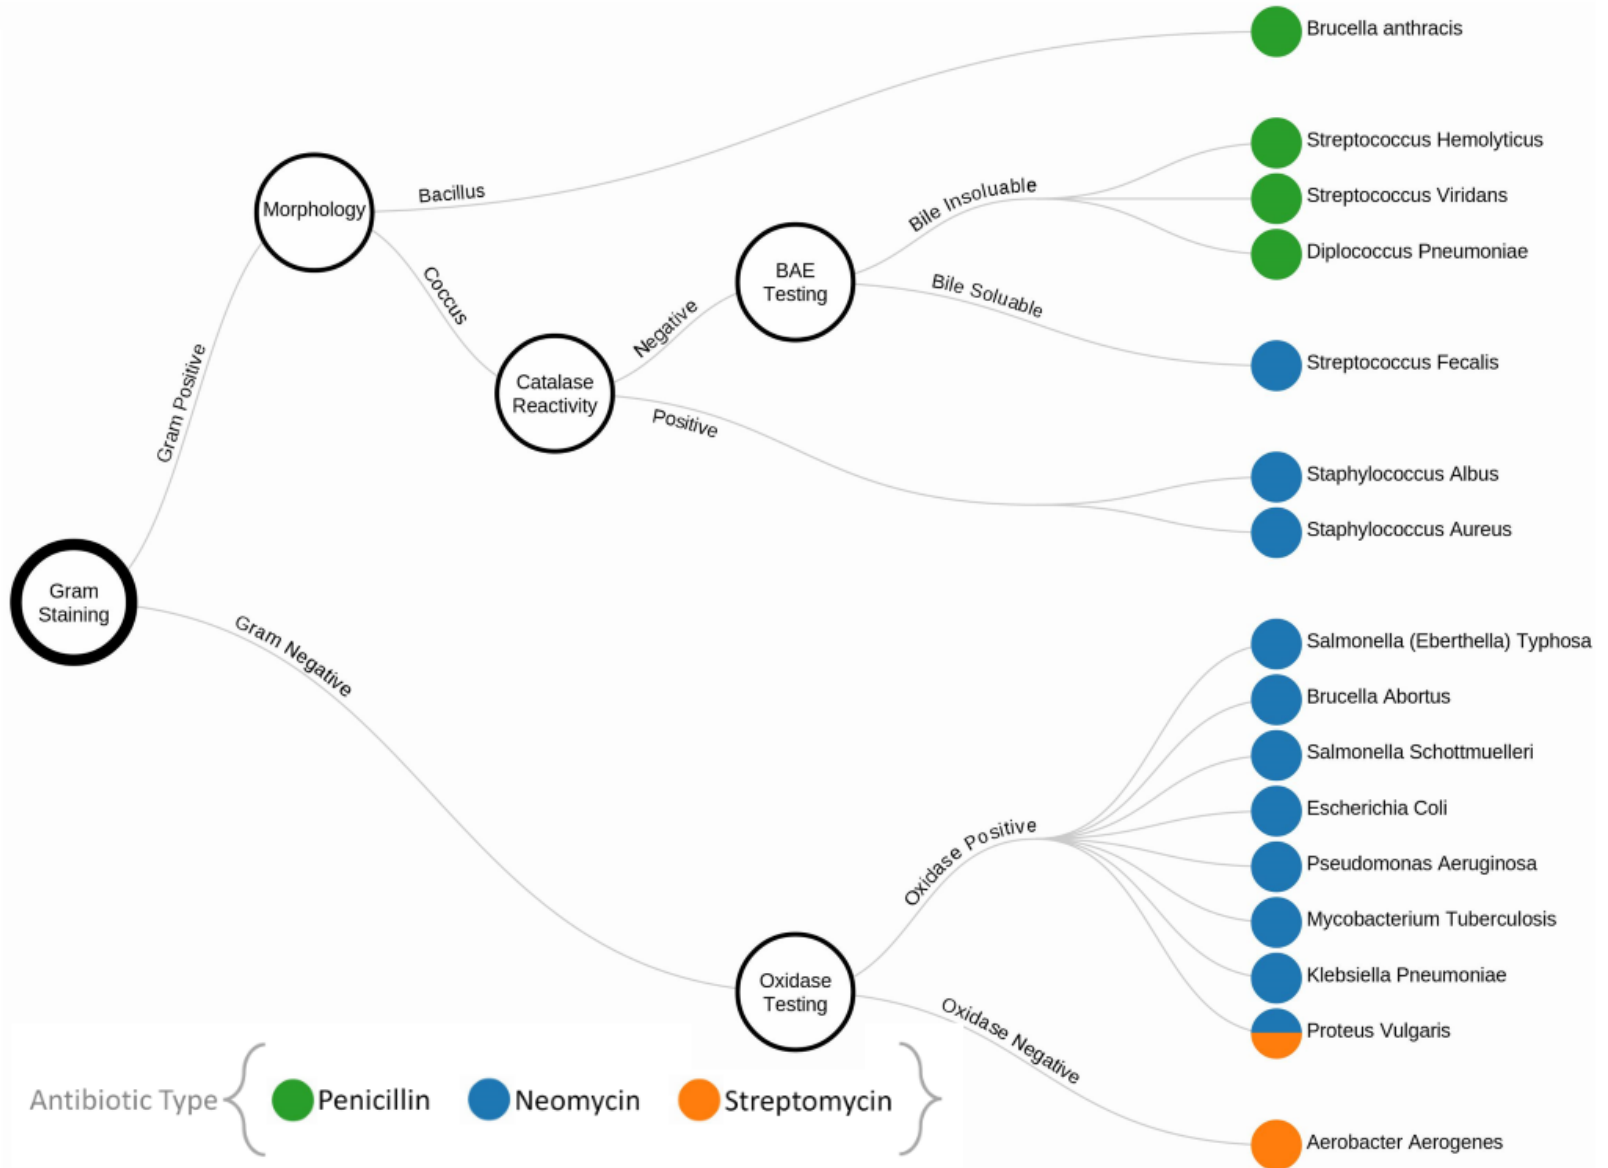 Brucella anthracis
Streptococcus Hemolyticus
Streptococcus Viridans
Diplococcus Pneumoniae
Streptococcus Fecalis
Staphylococcus Albus
Staphylococcus Aureus
Salmonella (Eberthella) Typhosa
Brucella Abortus
Salmonella Schottmuelleri
Escherichia Coli
Pseudomonas Aeruginosa
Mycobacterium Tuberculosis
Klebsiella Pneumoniae
Proteus Vulgaris
Aerobacter Aerogenes
Morphology
Bacillus
Coccus
Gram Positive
Gram
Staining
Gram Negative
Catalase
Reactivity
Negative
Positive
BAE
Testing
Bile Insoluable
Bile Soluable
Oxidase
Testing
Oxidase Positive
Oxidase Negative
Antibiotic Type
Penicillin
Neomycin
Streptomycin